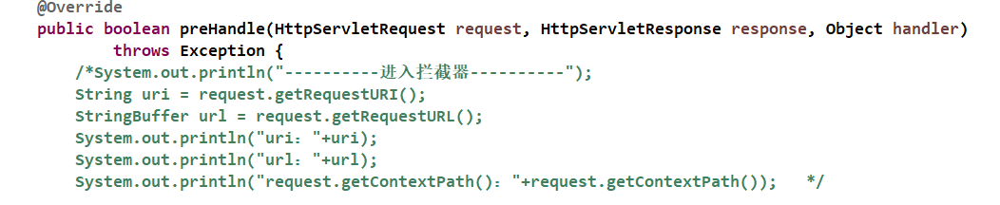 @Override
public boolean preHandle(HttpServletRequest request, HttpServletResponse response, Object handler)
throws Exception {
/*System.out.println("----------进入拦截器----------");
String uri = request.getRequestURI();
StringBuffer url = request.getRequestURL();
System.out.println("uri："+uri);
System.out.println("url："+url);
System.out.println("request.getContextPath()："+request.getContextPath());   */